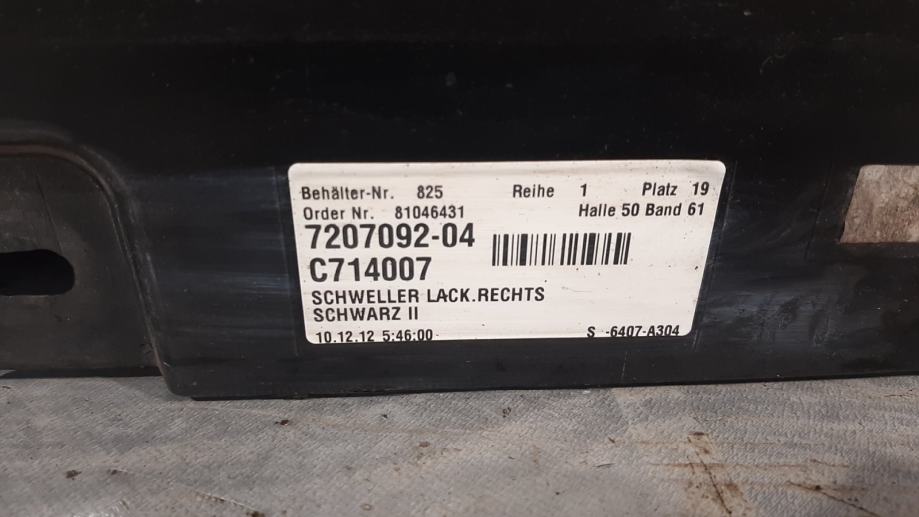 Behälter-Nr. 825 Reihe 1 Platz 19
Order Nr. 81046431 Halle 50 Band 61
7207092-04
C714007
SCHWELLER LACK.RECHTS
SCHWARZ II
10.12.12 5:46:00 S -6407-A304